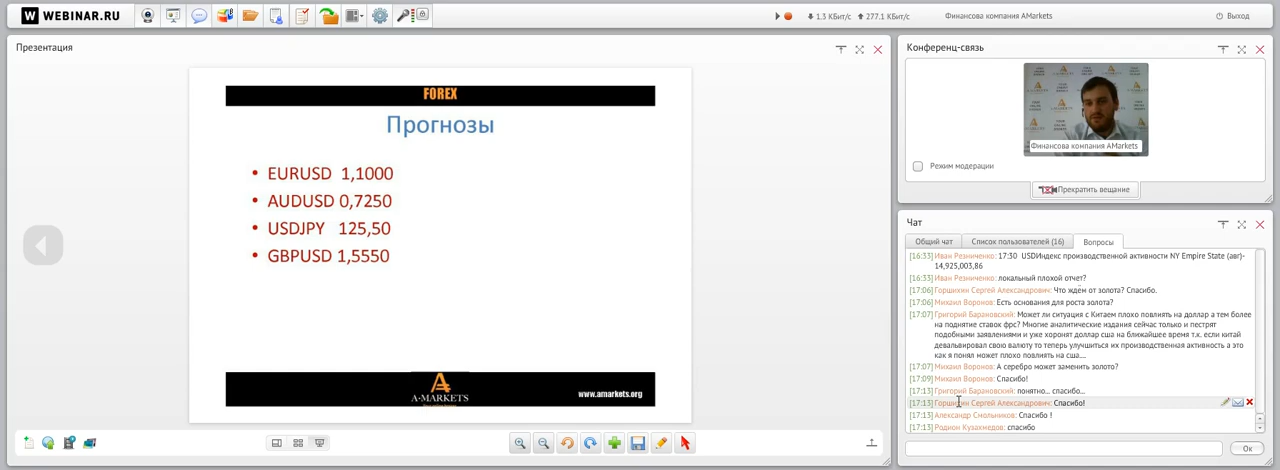 W WEBINAR.RU
1.3 КБит/с
277.1 КБит/с
Финансова компания AMarkets
Выход
Презентация
FOREX
Прогнозы
• EURUSD 1,1000
• AUDUSD 0,7250
• USDJPY 125,50
• GBPUSD 1,5550
A-MARKETS
www.amarkets.org
Конференц-связь
Финансова компания AMarkets
Режим модерации
Прекратить вещание
Чат
Общий чат
Список пользователей (16)
Вопросы
[16:33] Иван Резниченко: 17:30 USDИндекс производственной активности NY Empire State (авг)-
14,925,003,86
[16:33] Иван Резниченко: локальный плохой отчет?
[17:06] Горшихин Сергей Александрович: Что ждём от золота? Спасибо.
[17:06] Михаил Воронов: Есть основания для роста золота?
[17:07] Григорий Барановский: Может ли ситуация с Китаем плохо повлиять на доллар а тем более
на поднятие ставок фрс? Многие аналитические издания сейчас только и пестрят
подобными заявлениями и уже хоронят доллар сша на ближайшее время т.к. если китай
девальвировал свою валюту то теперь улучшиться их производственная активность а это
как я понял может плохо повлиять на сша....
[17:07] Михаил Воронов: А серебро может заменить золото?
[17:09] Михаил Воронов: Спасибо!
[17:13] Григорий Барановский: понятно... спасибо...
[17:13] Горшихин Сергей Александрович: Спасибо!
[17:13] Александр Смольников: Спасибо !
[17:13] Родион Кузахмедов: спасибо
Ок